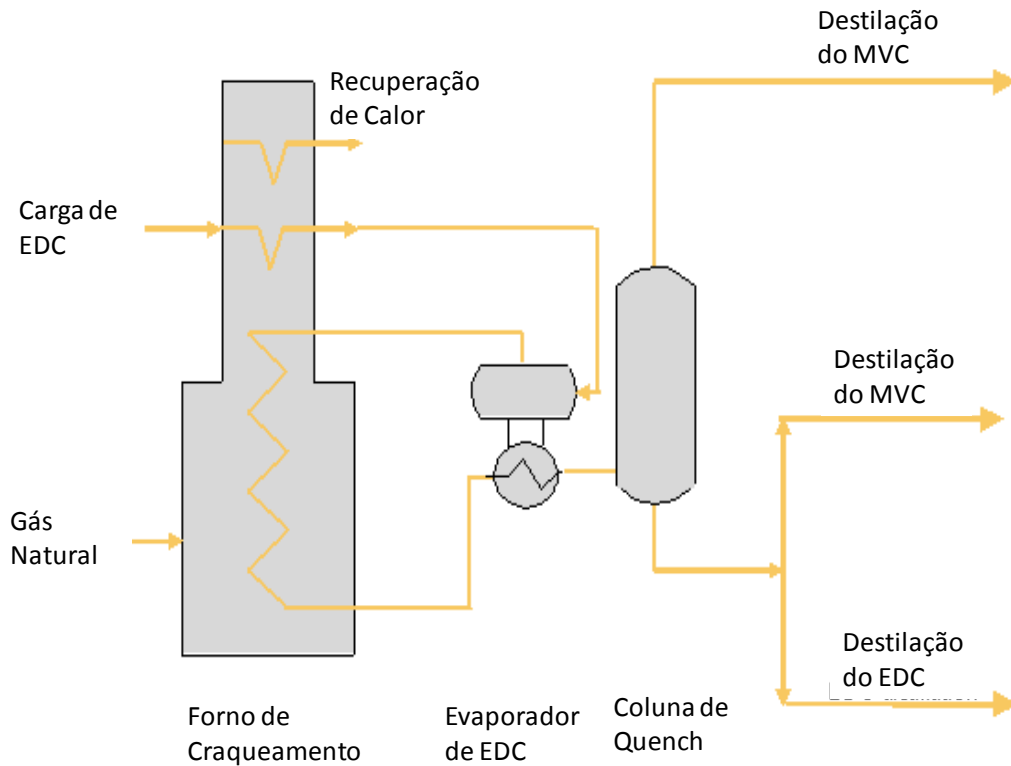 Destilação
do MVC
Recuperação
de Calor
Carga de
EDC
Destilação
do MVC
Gás
Natural
Destilação
do EDC
Forno de
Craqueamento
Evaporador
de EDC
Coluna de
Quench